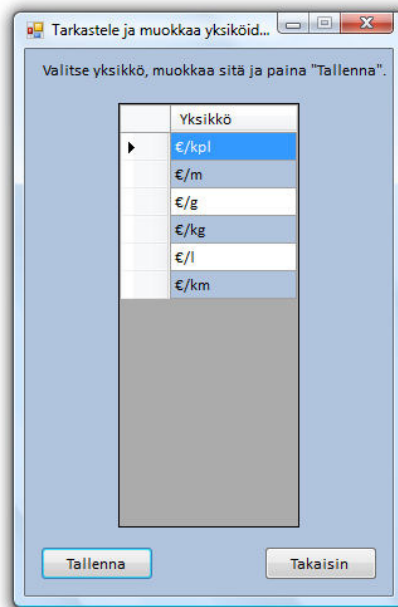 Tarkastele ja muokkaa yksiköid...
Valitse yksikkö, muokkaa sitä ja paina "Tallenna".
Yksikkö
€/kpl
€/m
€/g
€/kg
€/l
€/km
Tallenna
Takaisin